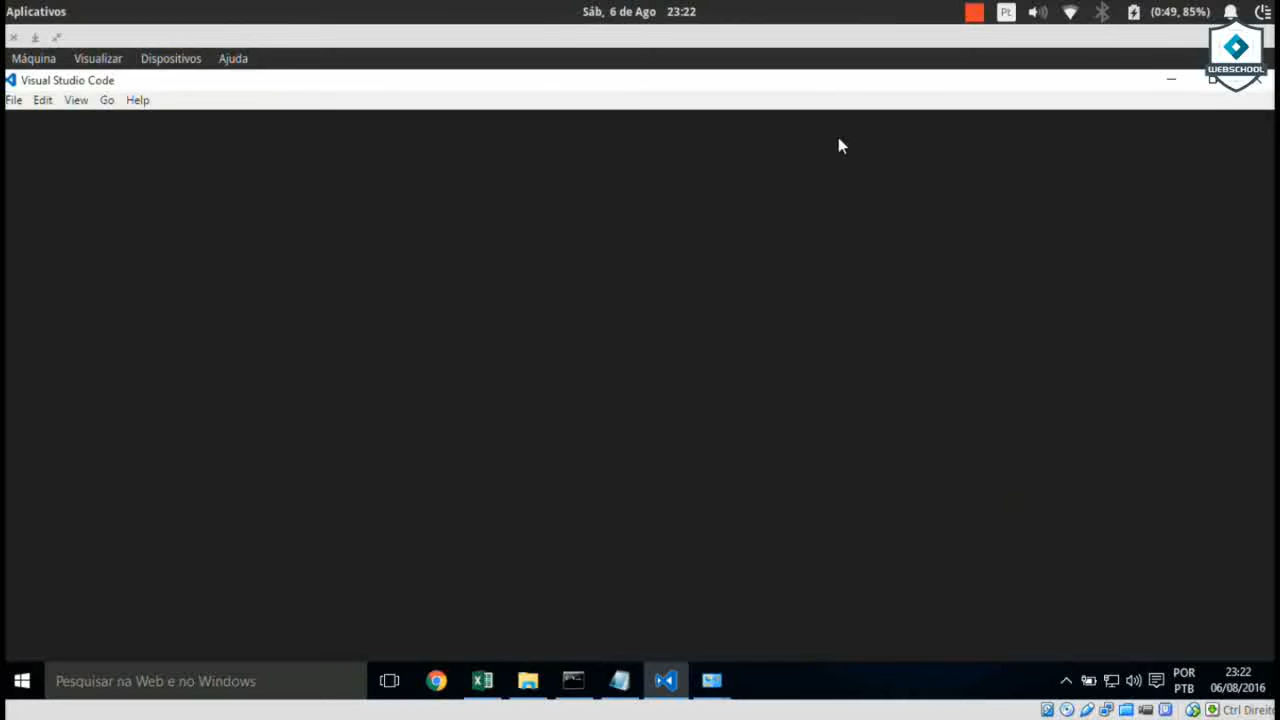 Aplicativos Sáb, 6 de Ago 23:22 Pt (0:49, 85%)
WEBSCHOOL
Máquina Visualizar Dispositivos Ajuda
Visual Studio Code
File Edit View Go Help
Pesquisar na Web e no Windows
POR
PTB
23:22
06/08/2016
Ctrl Direito